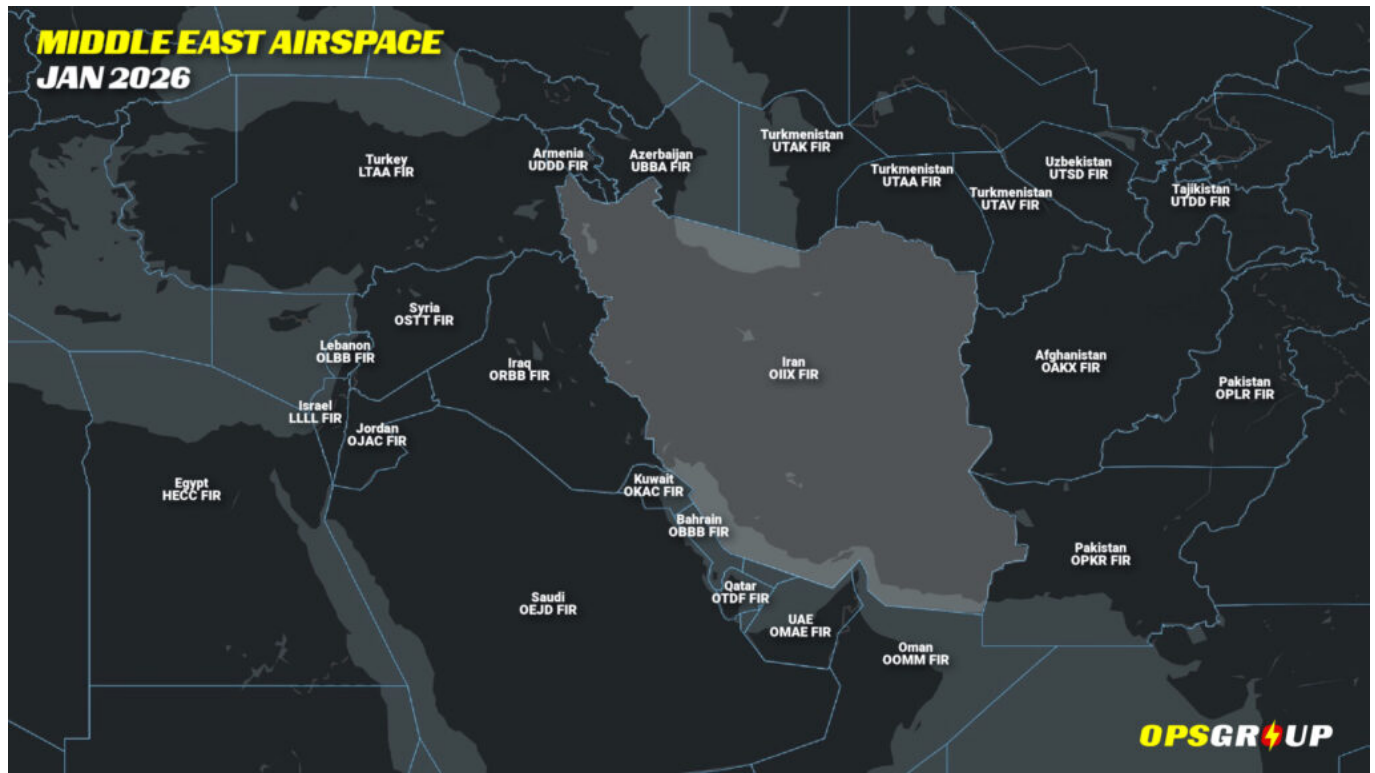 MIDDLE EAST AIRSPACE
JAN 2026
Turkey
LTAA FIR
Armenia
UDDD FIR
Azerbaijan
UBBA FIR
Turkmenistan
UTAK FIR
Turkmenistan
UTAA FIR
Turkmenistan
UTAV FIR
Uzbekistan
UTSD FIR
Tajikistan
UTDD FIR
Syria
OSTT FIR
Lebanon
OLBB FIR
Iraq
ORBB FIR
Iran
OIIX FIR
Afghanistan
OAKX FIR
Pakistan
OPLR FIR
Israel
LLLL FIR
Jordan
OJAC FIR
Egypt
HECC FIR
Kuwait
OKAC FIR
Bahrain
OBBB FIR
Pakistan
OPKR FIR
Saudi
OEJD FIR
Qatar
OTDF FIR
UAE
OMAE FIR
Oman
OOMM FIR
OPSGROUP